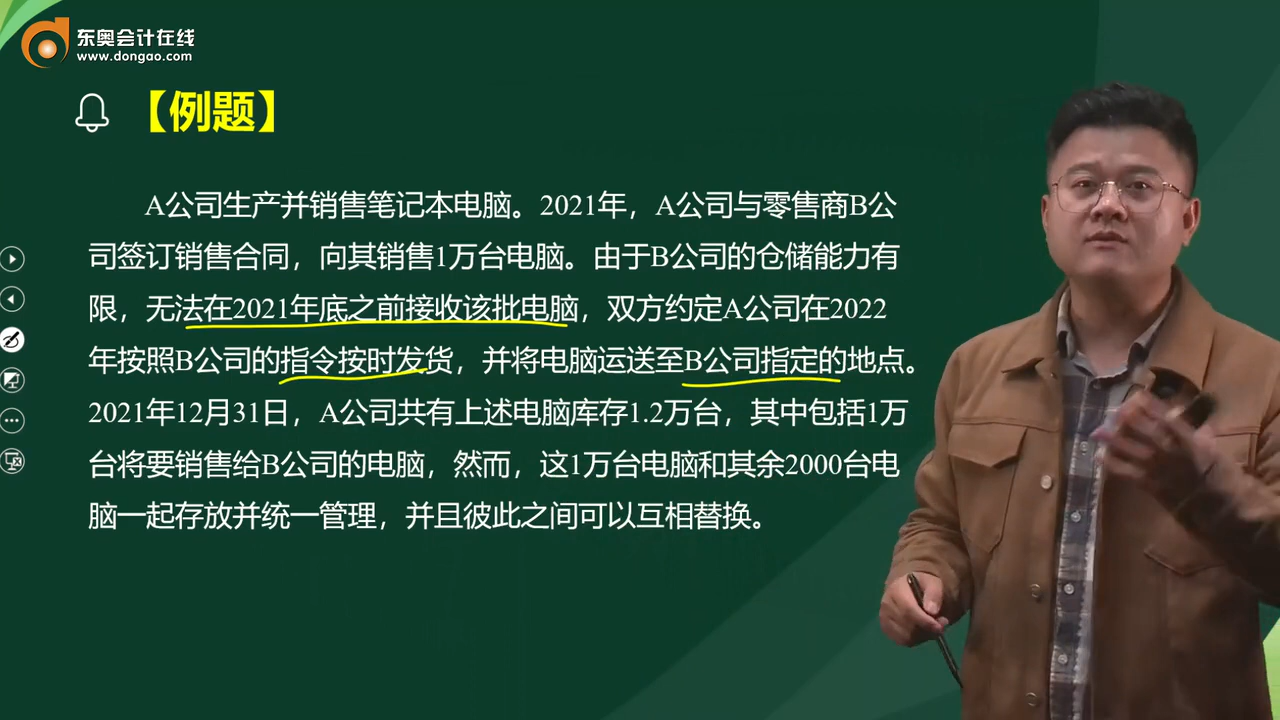 东奥会计在线
www.dongao.com
【例题】
A公司生产并销售笔记本电脑。2021年，A公司与零售商B公
司签订销售合同，向其销售1万台电脑。由于B公司的仓储能力有
限，无法在2021年底之前接收该批电脑，双方约定A公司在2022
年按照B公司的指令按时发货，并将电脑运送至B公司指定的地点。
2021年12月31日，A公司共有上述电脑库存1.2万台，其中包括1万
台将要销售给B公司的电脑，然而，这1万台电脑和其余2000台电
脑一起存放并统一管理，并且彼此之间可以互相替换。